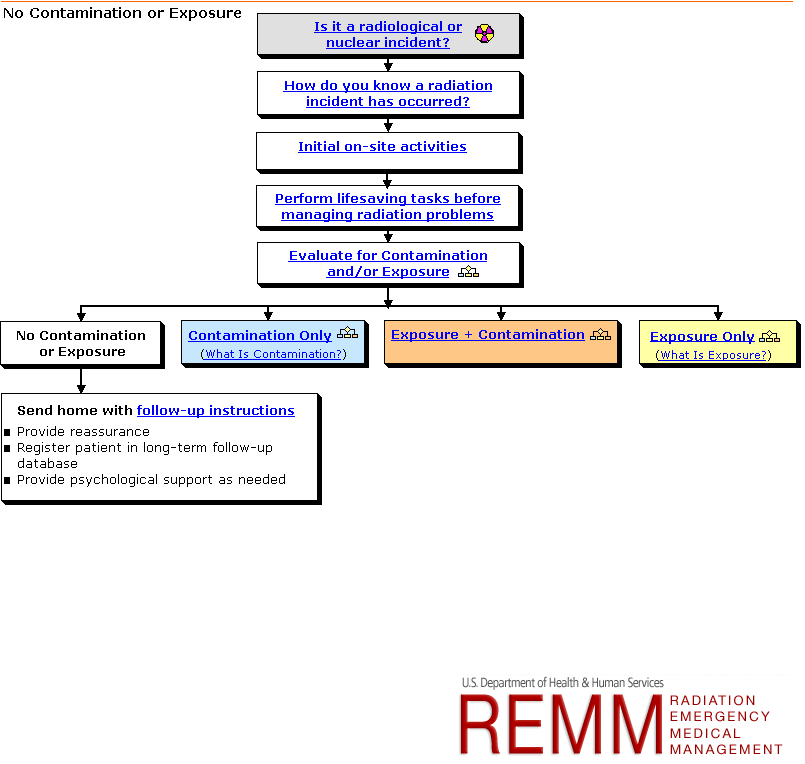 No Contamination or Exposure
Is it a radiological or
nuclear incident?
How do you know a radiation
incident has occurred?
Initial on-site activities
Perform lifesaving tasks before
managing radiation problems
Evaluate for Contamination
and/or Exposure
No Contamination
or Exposure
Contamination Only
(What Is Contamination?)
Exposure + Contamination
Exposure Only
(What Is Exposure?)
Send home with follow-up instructions
Provide reassurance
Register patient in long-term follow-up
database
Provide psychological support as needed
U.S. Department of Health & Human Services
REMM
RADIATION
EMERGENCY
MEDICAL
MANAGEMENT